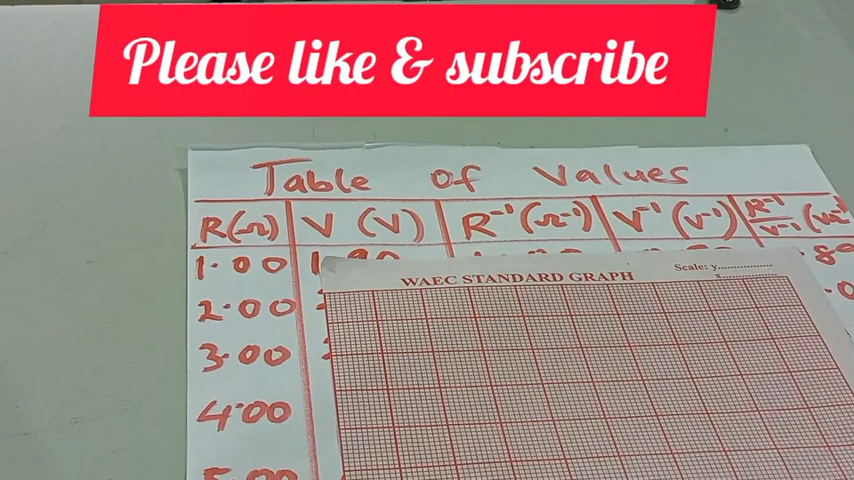 Please like & subscribe
Table of Values
R(Ω) V (V) R⁻¹(Ω⁻¹) V⁻¹ (V⁻¹)
1.00
2.00
3.00
4.00
WAEC STANDARD GRAPH
Scale: y................
x................